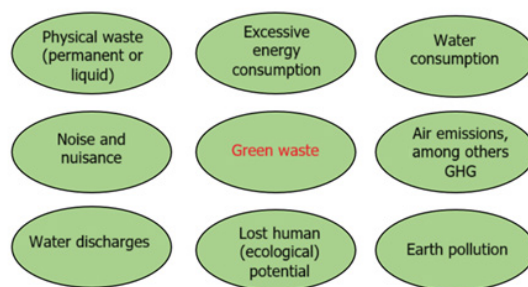 Physical waste
(permanent or
liquid)
Excessive
energy
consumption
Water
consumption
Noise and
nuisance
Green waste
Air emissions,
among others
GHG
Water discharges
Lost human
(ecological)
potential
Earth pollution